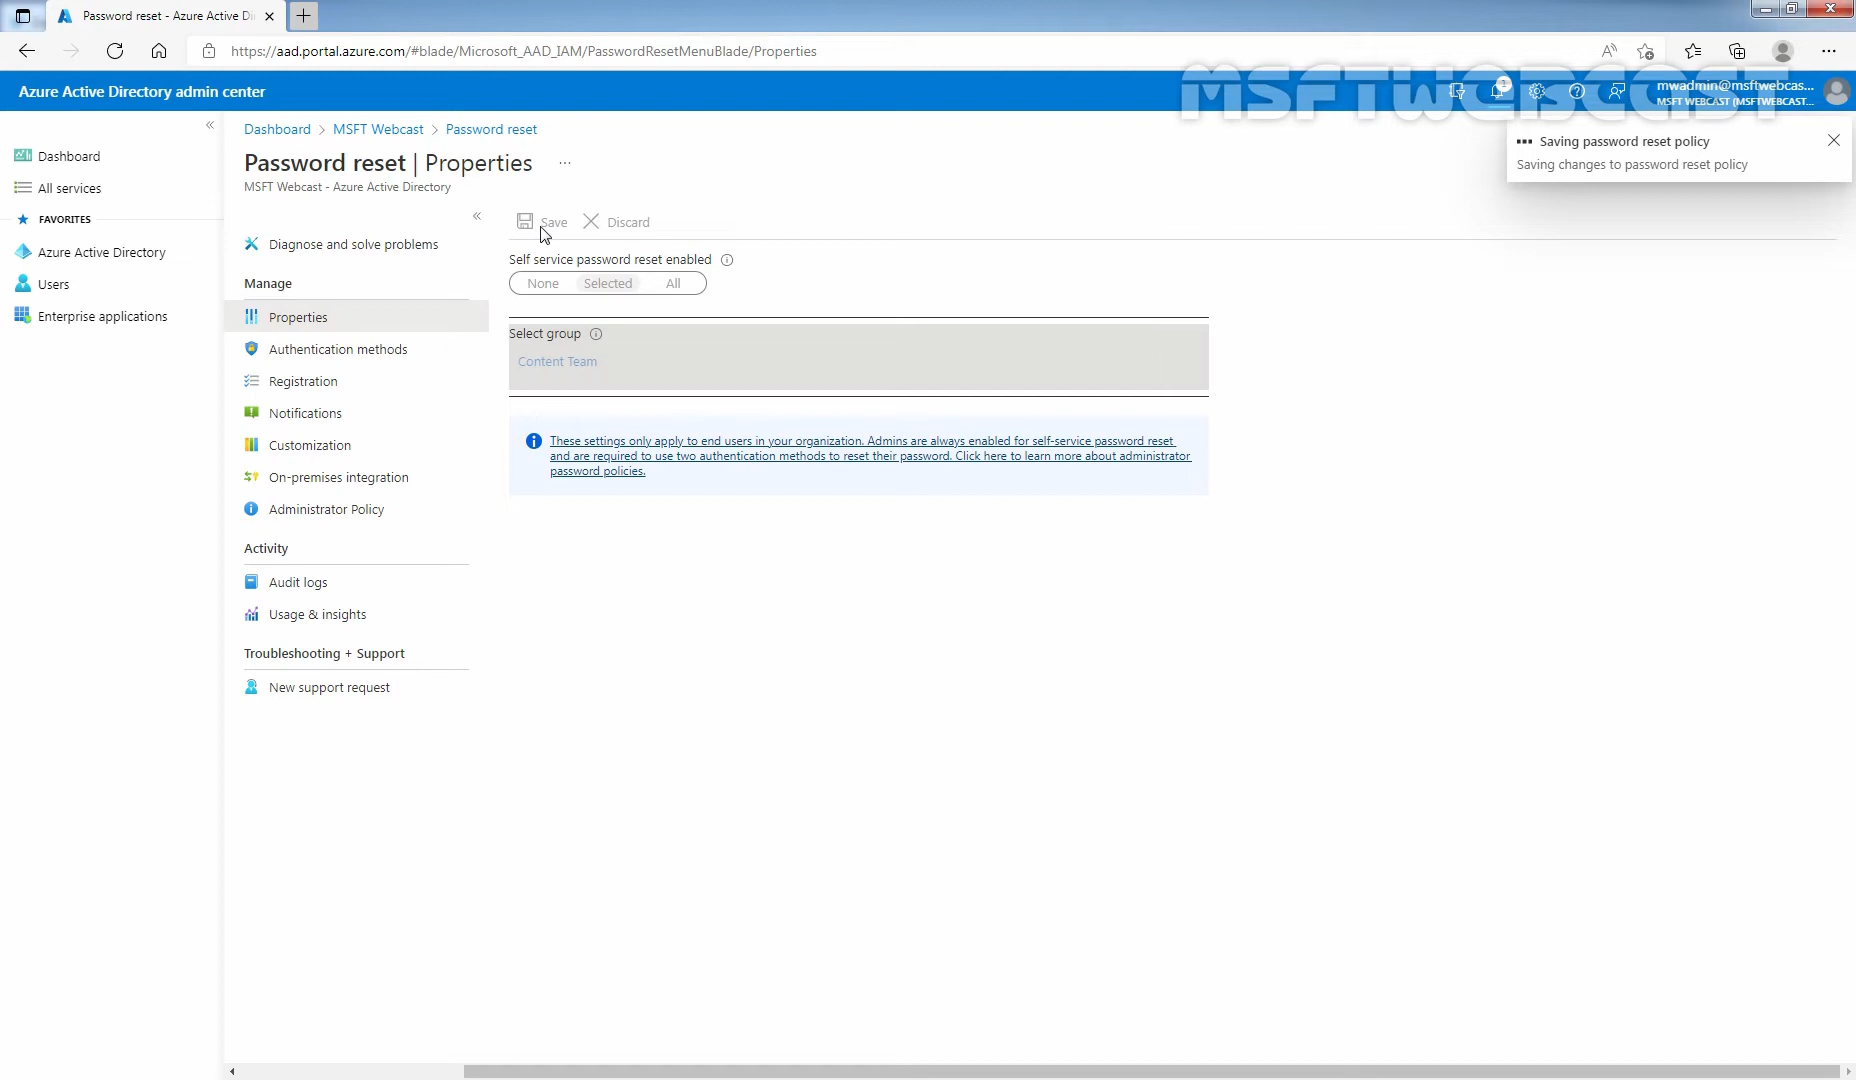 Password reset - Azure Active Di
https://aad.portal.azure.com/#blade/Microsoft_AAD_IAM/PasswordResetMenuBlade/Properties
MSFTWEBCAST
Azure Active Directory admin center
1
mwadmin@msftwebcas...
MSFT WEBCAST (MSFTWEBCAST....
Dashboard > MSFT Webcast > Password reset
Saving password reset policy
Saving changes to password reset policy
Password reset | Properties ...
MSFT Webcast - Azure Active Directory
Dashboard
All services
FAVORITES
Azure Active Directory
Users
Enterprise applications
Diagnose and solve problems
Manage
Properties
Authentication methods
Registration
Notifications
Customization
On-premises integration
Administrator Policy
Activity
Audit logs
Usage & insights
Troubleshooting + Support
New support request
Save Discard
Self service password reset enabled
None Selected All
Select group
Content Team
These settings only apply to end users in your organization. Admins are always enabled for self-service password reset
and are required to use two authentication methods to reset their password. Click here to learn more about administrator
password policies.